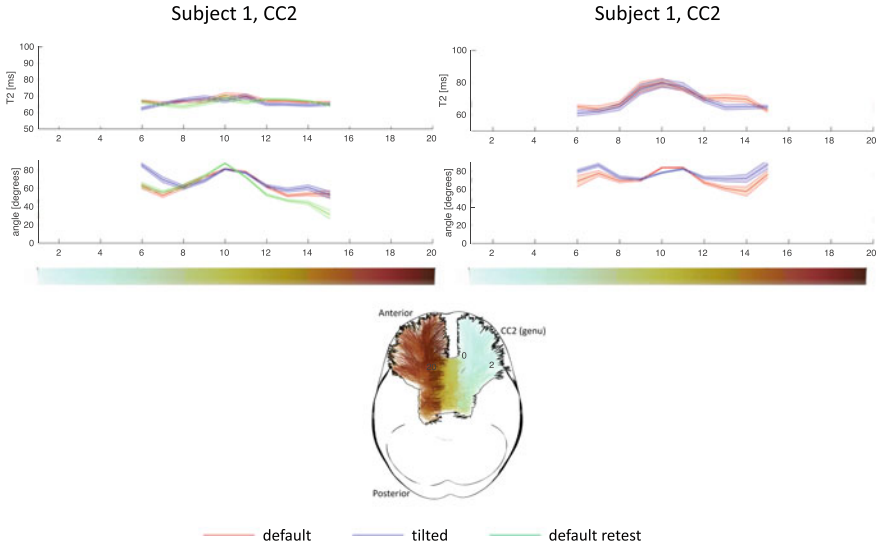 Subject 1, CC2
Subject 1, CC2
100
90
80
70
60
50
T2 [ms]
2 4 6 8 10 12 14 16 18 20
100
80
60
T2 [ms]
2 4 6 8 10 12 14 16 18 20
80
60
40
20
0
angle [degrees]
2 4 6 8 10 12 14 16 18 20
80
60
40
20
0
angle [degrees]
2 4 6 8 10 12 14 16 18 20
Anterior
CC2 (genu)
0
2
Posterior
default
tilted
default retest